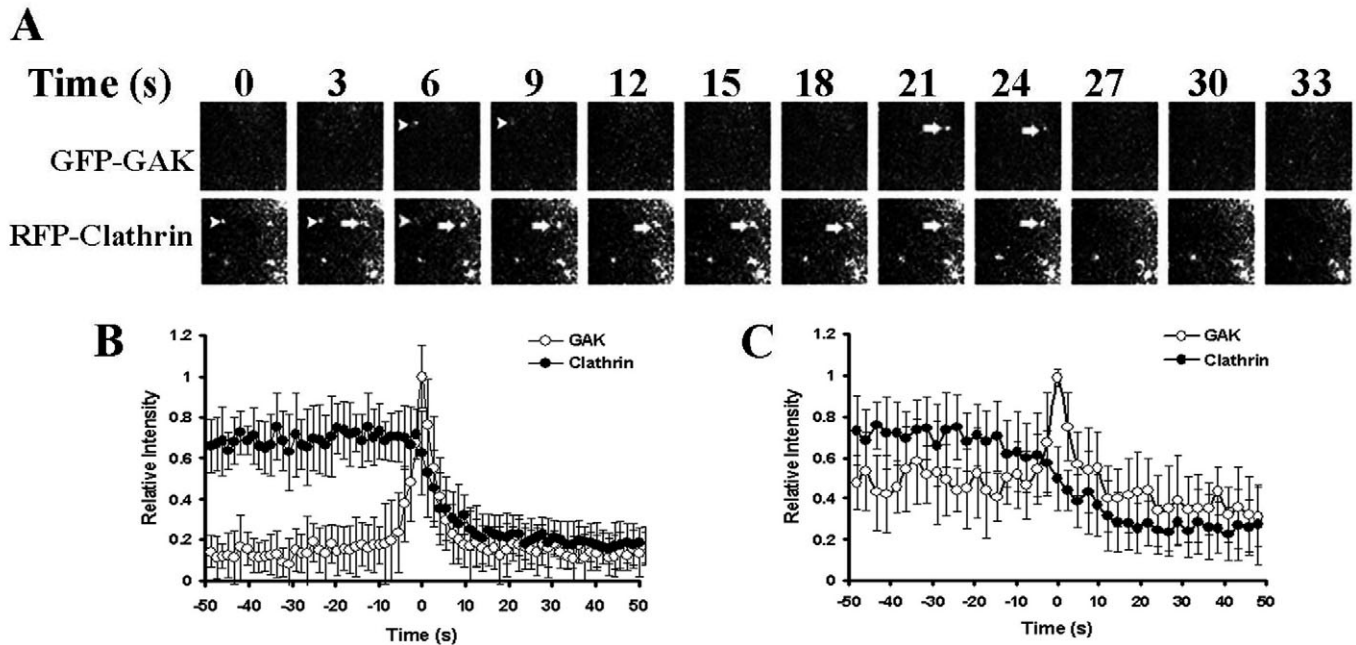 A
Time (s) 0 3 6 9 12 15 18 21 24 27 30 33
GFP-GAK
RFP-Clathrin
B
GAK
Clathrin
Relative Intensity
1.2
1
0.8
0.6
0.4
0.2
0
-50 -40 -30 -20 -10 0 10 20 30 40 50
Time (s)
C
GAK
Clathrin
Relative Intensity
1.2
1
0.8
0.6
0.4
0.2
0
-50 -40 -30 -20 -10 0 10 20 30 40 50
Time (s)